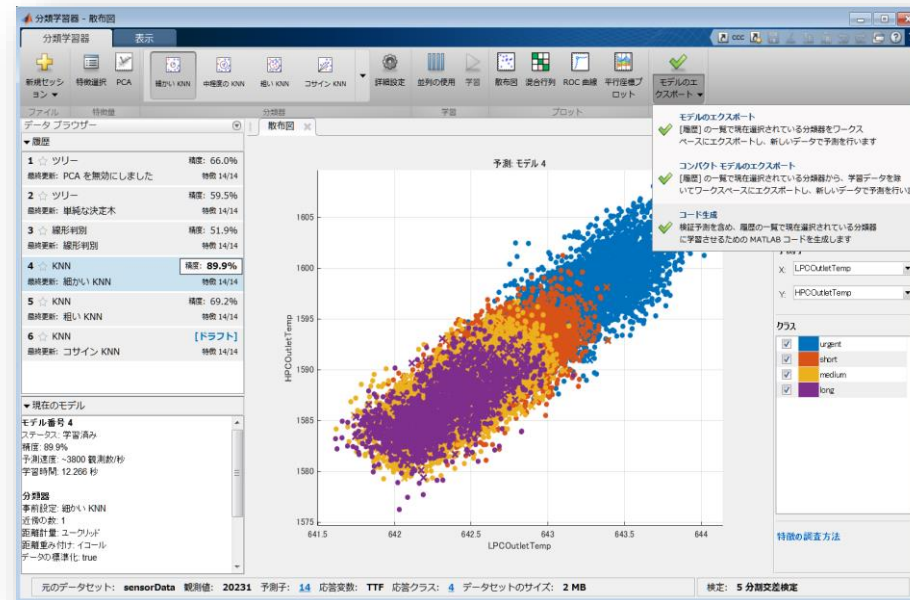 分類学習器 - 散布図
分類学習器
表示
新規セッシ
ョン
特徴選択
PCA
細かい KNN
中程度の KNN
粗い KNN
コサイン KNN
詳細設定
並列の使用
学習
散布図
混合行列
ROC 曲線
平行座標プ
ロット
モデルのエ
クスポート
ファイル
特徴量
分類器
学習
プロット
モデルのエクスポート
[履歴] の一覧で現在選択されている分類器をワークス
ペースにエクスポートし、新しいデータで予測を行います
コンパクト モデルのエクスポート
[履歴] の一覧で現在選択されている分類器から、学習データを除
いてワークスペースにエクスポートし、新しいデータで予測を行い
コード生成
検証予測を含め、履歴の一覧で現在選択されている分類器
に学習させるための MATLAB コードを生成します
データ ブラウザー
履歴
1 ツリー 精度: 66.0%
最終更新: PCA を無効にしました 特徴 14/14
2 ツリー 精度: 59.5%
最終更新: 単純な決定木 特徴 14/14
3 線形判別 精度: 51.9%
最終更新: 線形判別 特徴 14/14
4 KNN 精度: 89.9%
最終更新: 細かい KNN 特徴 14/14
5 KNN 精度: 69.2%
最終更新: 粗い KNN 特徴 14/14
6 KNN [ドラフト]
最終更新: コサイン KNN 特徴 14/14
現在のモデル
モデル番号 4
ステータス: 学習済み
精度: 89.9%
予測速度: ~3800 観測数/秒
学習時間: 12.266 秒
分類器
事前設定: 細かい KNN
近傍の数: 1
距離計量: ユークリッド
距離重み付け: イコール
データの標準化: true
散布図
予測: モデル 4
1605
1600
1595
1590
1585
1580
1575
HPCOutletTemp
641.5 642 642.5 643 643.5 644
LPCOutletTemp
X: LPCOutletTemp
Y: HPCOutletTemp
クラス
urgent
short
medium
long
特徴の調査方法
元のデータセット: sensorData 観測値: 20231 予測子: 14 応答変数: TTF 応答クラス: 4 データセットのサイズ: 2 MB
検定: 5 分割交差検定